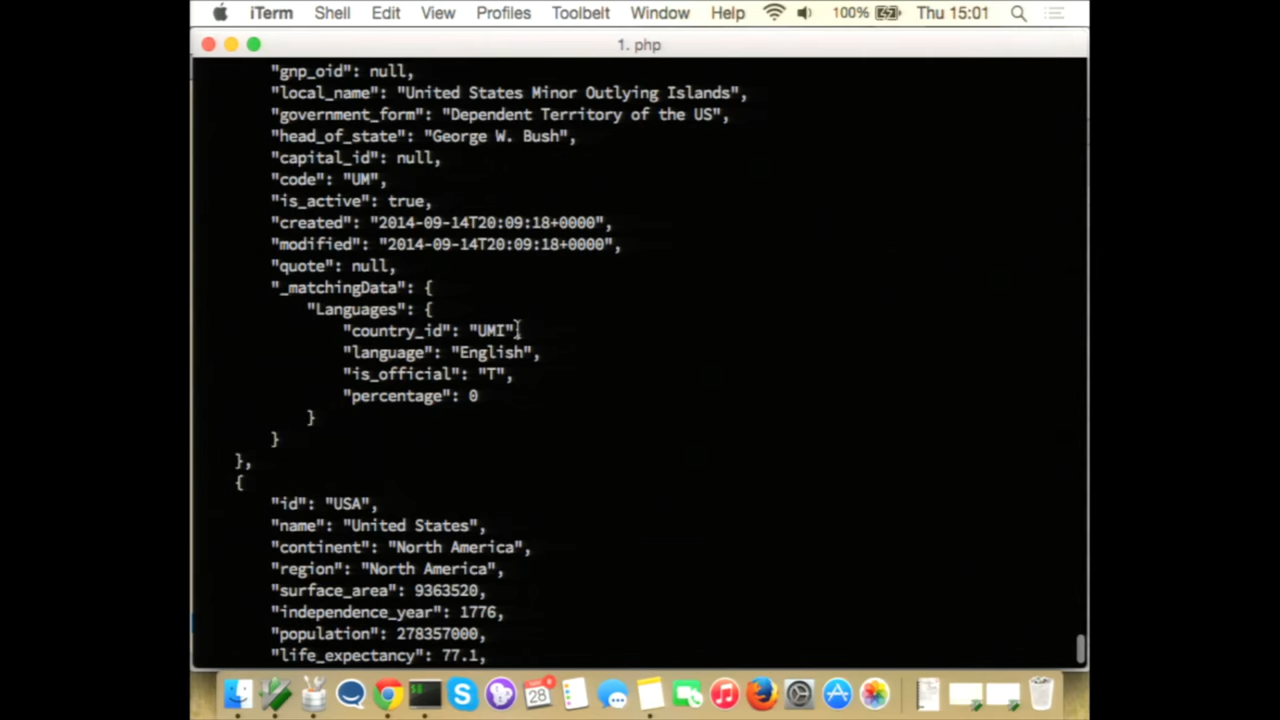 iTerm Shell Edit View Profiles Toolbelt Window Help 100% Thu 15:01
1. php
"gnp_oid": null,
"local_name": "United States Minor Outlying Islands",
"government_form": "Dependent Territory of the US",
"head_of_state": "George W. Bush",
"capital_id": null,
"code": "UM",
"is_active": true,
"created": "2014-09-14T20:09:18+0000",
"modified": "2014-09-14T20:09:18+0000",
"quote": null,
"_matchingData": {
"Languages": {
"country_id": "UMI",
"language": "English",
"is_official": "T",
"percentage": 0
}
}
},
{
"id": "USA",
"name": "United States",
"continent": "North America",
"region": "North America",
"surface_area": 9363520,
"independence_year": 1776,
"population": 278357000,
"life_expectancy": 77.1,
28